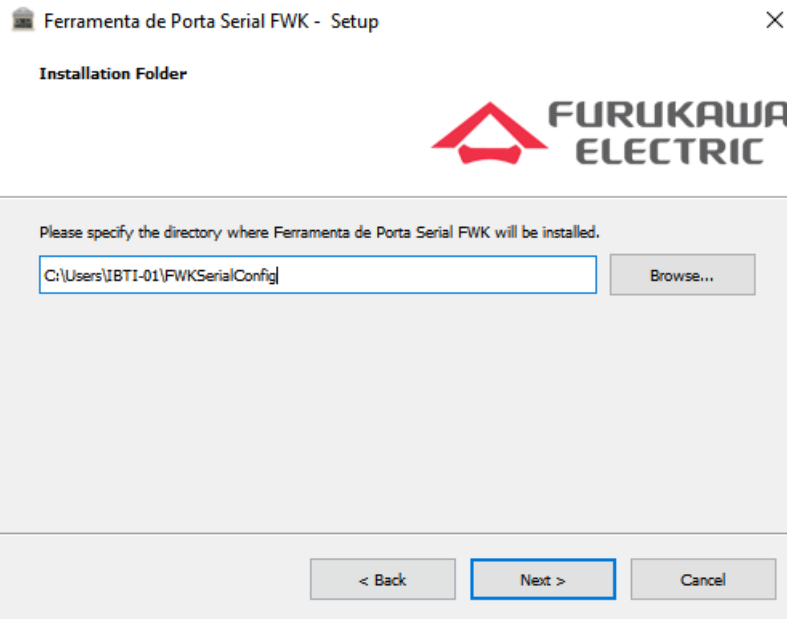 Ferramenta de Porta Serial FWK - Setup
Installation Folder
FURUKAWA
ELECTRIC
Please specify the directory where Ferramenta de Porta Serial FWK will be installed.
C:\Users\IBTI-01\FWKSerialConfig
Browse...
< Back
Next >
Cancel